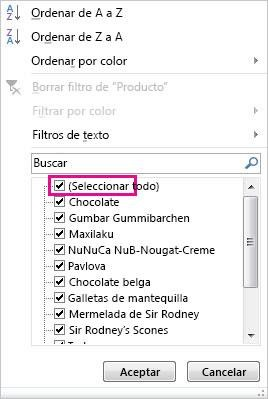 Ordenar de A a Z
Ordenar de Z a A
Ordenar por color
Borrar filtro de "Producto"
Filtrar por color
Filtros de texto
Buscar
(Seleccionar todo)
Chocolate
Gumbar Gummibarchen
Maxilaku
NuNuCa NuB-Nougat-Creme
Pavlova
Chocolate belga
Galletas de mantequilla
Mermelada de Sir Rodney
Sir Rodney's Scones
Aceptar Cancelar